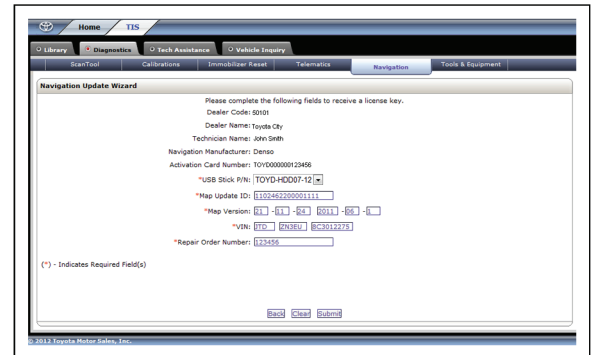 Home TIS
Library Diagnostics Tech Assistance Vehicle Inquiry
ScanTool Calibrations Immobilizer Reset Telematics Navigation Tools & Equipment
Navigation Update Wizard
Please complete the following fields to receive a license key.
Dealer Code: 50101
Dealer Name: Toyota City
Technician Name: John Smith
Navigation Manufacturer: Denso
Activation Card Number: TOYD000000123456
*USB Stick P/N: TOYD-HDD07-12
*Map Update ID: 1102462200001111
*Map Version: 21 - 11 - 24 2011 - 06 - 1
*VIN: JTD ZN3EU 8C3012275
*Repair Order Number: 123456
(*) - Indicates Required Field(s)
Back Clear Submit
© 2012 Toyota Motor Sales, Inc.